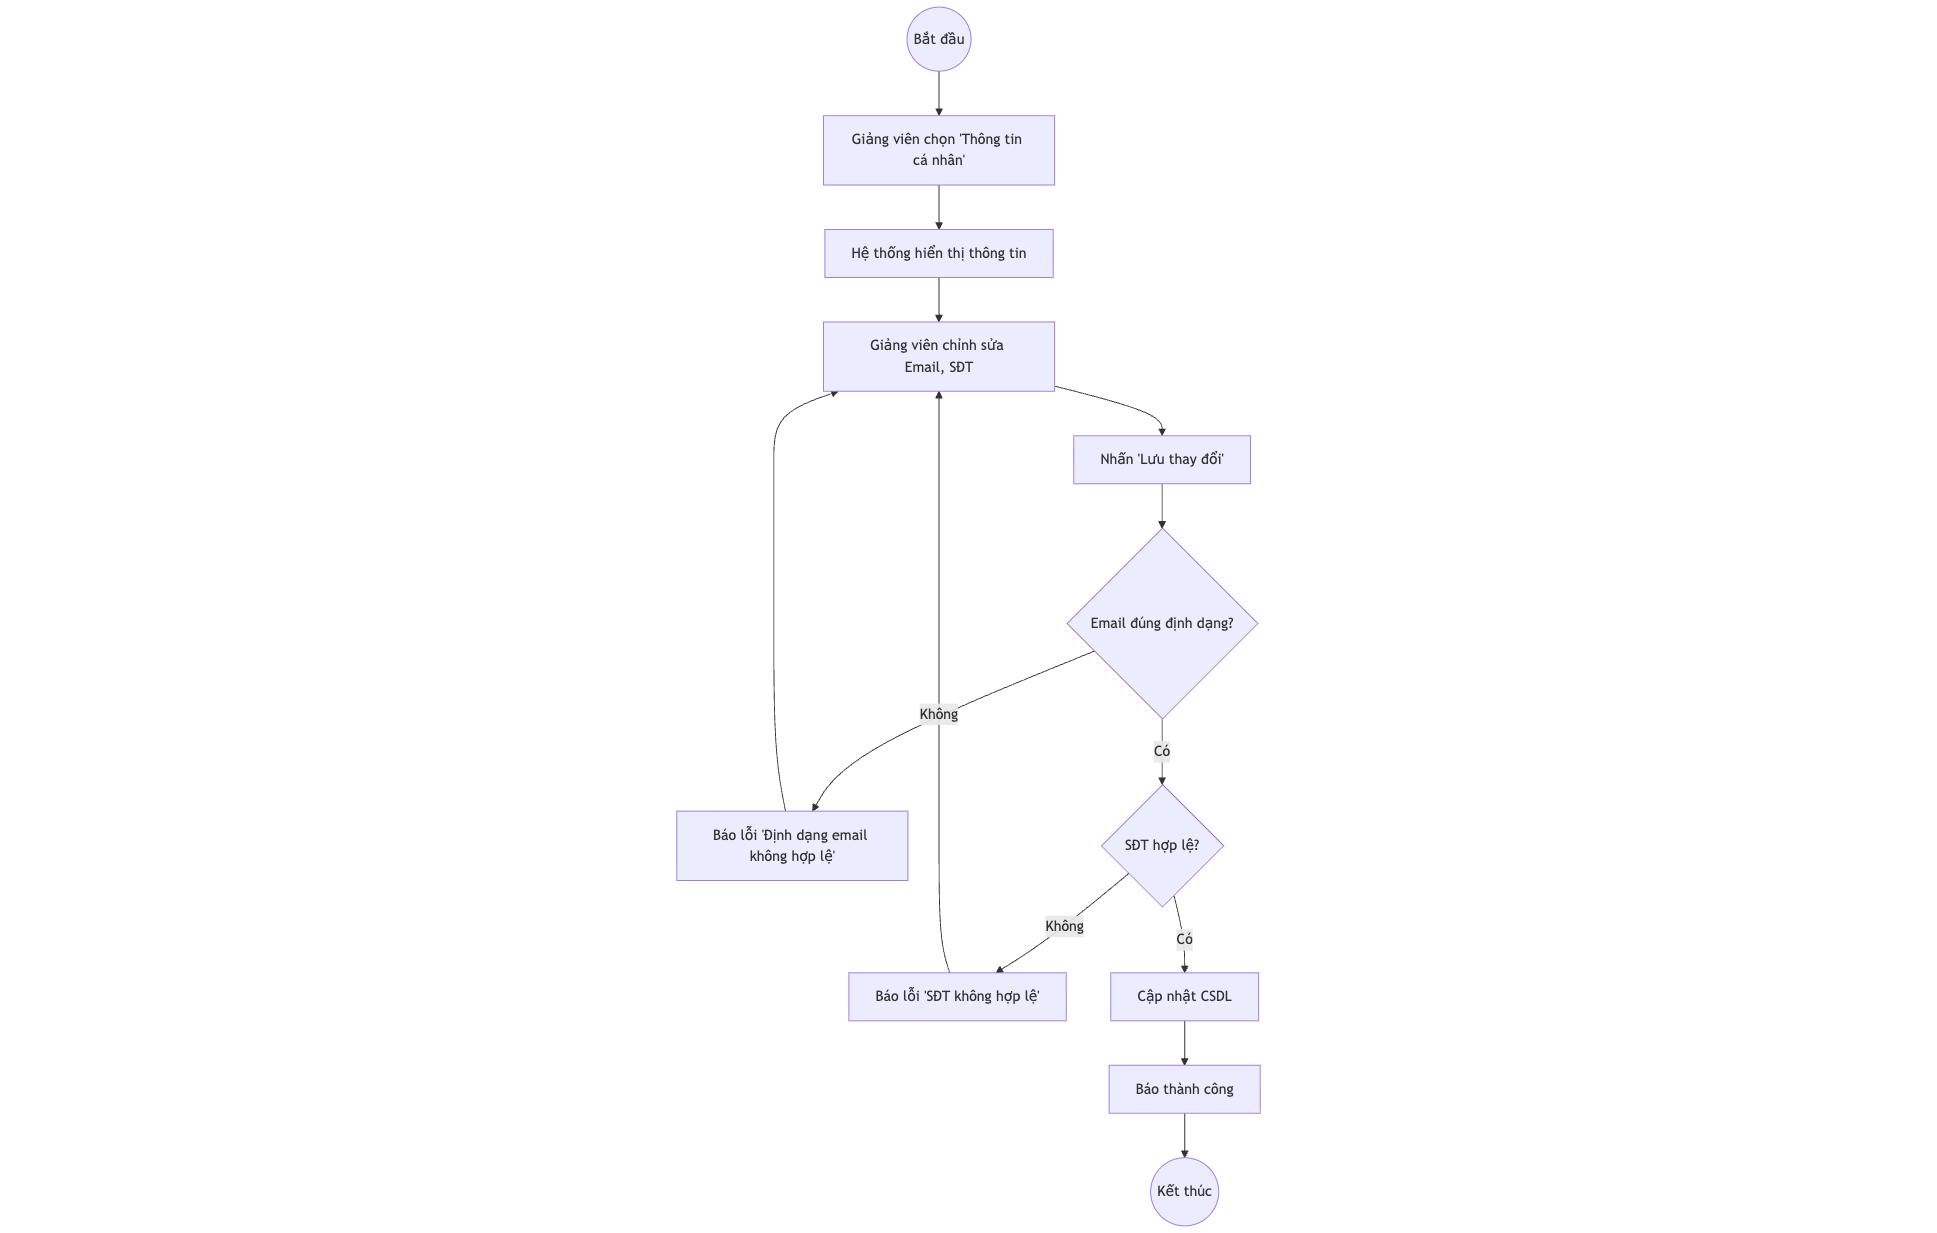 Bắt đầu
Giảng viên chọn 'Thông tin
cá nhân'
Hệ thống hiển thị thông tin
Giảng viên chỉnh sửa
Email, SĐT
Nhấn 'Lưu thay đổi'
Email đúng định dạng?
Không
Có
Báo lỗi 'Định dạng email
không hợp lệ'
SĐT hợp lệ?
Không
Có
Báo lỗi 'SĐT không hợp lệ'
Cập nhật CSDL
Báo thành công
Kết thúc